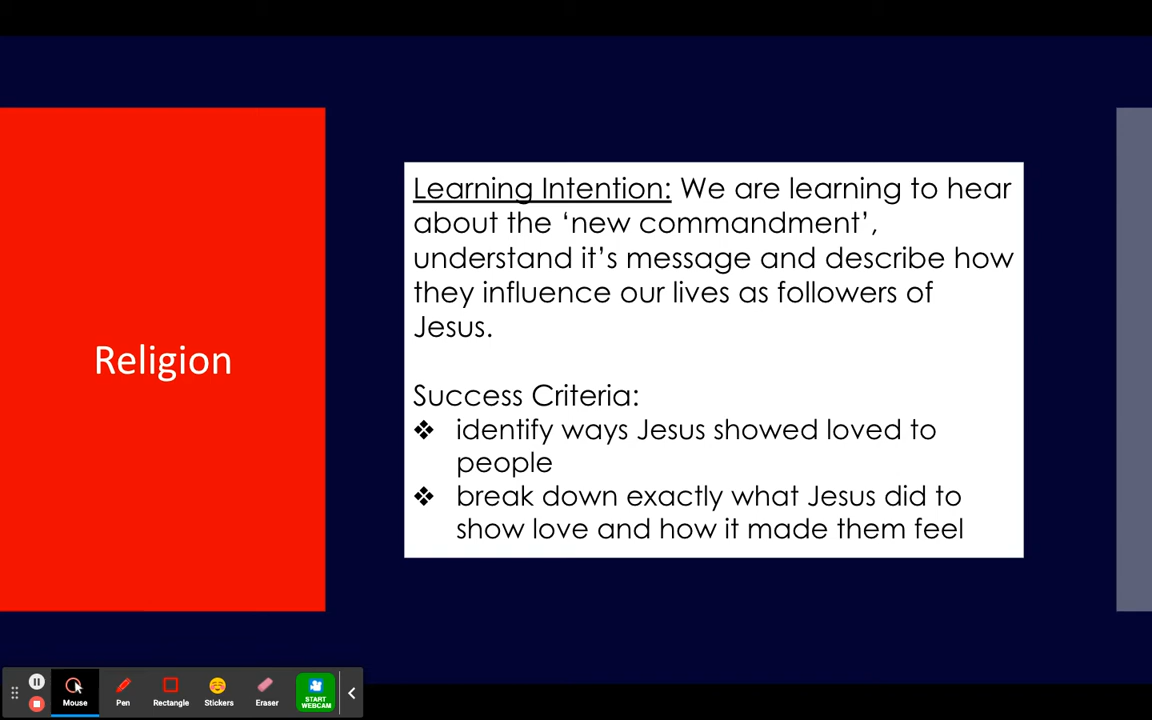 Religion
Learning Intention: We are learning to hear
about the ‘new commandment’,
understand it’s message and describe how
they influence our lives as followers of
Jesus.
Success Criteria:
❖ identify ways Jesus showed loved to
people
❖ break down exactly what Jesus did to
show love and how it made them feel
Mouse
Pen
Rectangle
Stickers
Eraser
START
WEBCAM